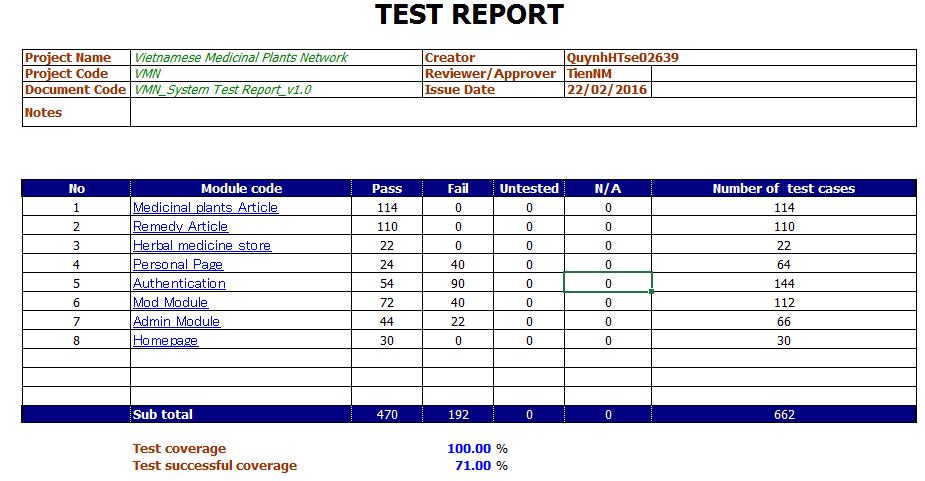 TEST REPORT
Project Name Vietnamese Medicinal Plants Network Creator QuynhHTse02639
Project Code VMN Reviewer/Approver TienNM
Document Code VMN_System Test Report_v1.0 Issue Date 22/02/2016
Notes
No Module code Pass Fail Untested N/A Number of test cases
1 Medicinal plants Article 114 0 0 0 114
2 Remedy Article 110 0 0 0 110
3 Herbal medicine store 22 0 0 0 22
4 Personal Page 24 40 0 0 64
5 Authentication 54 90 0 0 144
6 Mod Module 72 40 0 0 112
7 Admin Module 44 22 0 0 66
8 Homepage 30 0 0 0 30
Sub total 470 192 0 0 662
Test coverage 100.00 %
Test successful coverage 71.00 %